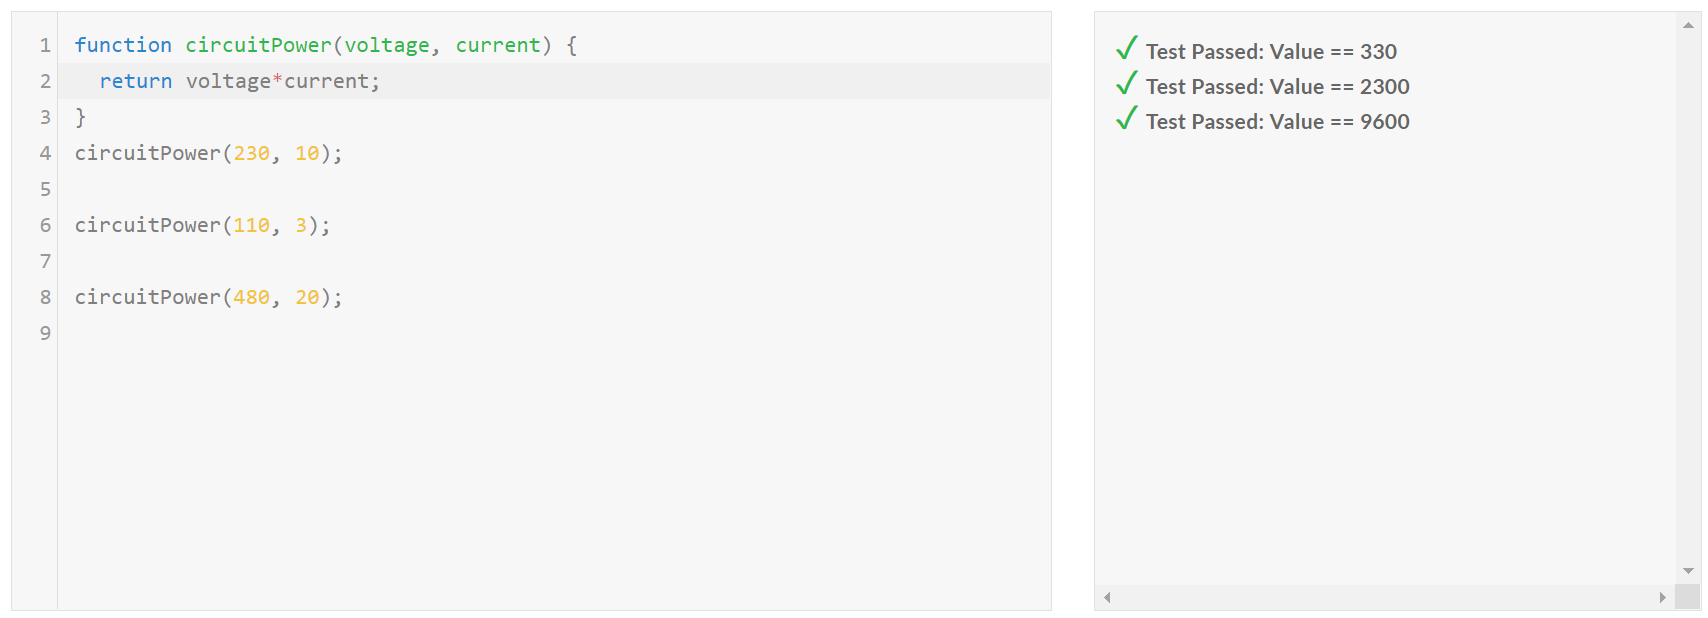 1 function circuitPower(voltage, current) {
2   return voltage*current;
3 }
4 circuitPower(230, 10);
5
6 circuitPower(110, 3);
7
8 circuitPower(480, 20);
9
✓ Test Passed: Value == 330
✓ Test Passed: Value == 2300
✓ Test Passed: Value == 9600